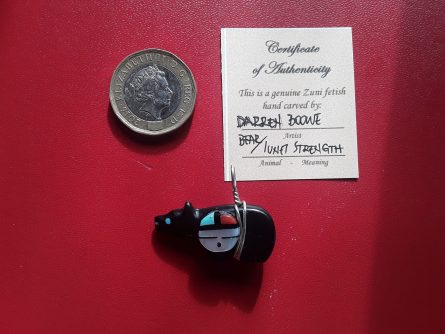 ELIZABETH II D G REG
Certificate
of Authenticity
This is a genuine Zuni fetish
hand carved by:
DARREN BOONE
Artist
BEAR/ STRENGTH
Animal - Meaning